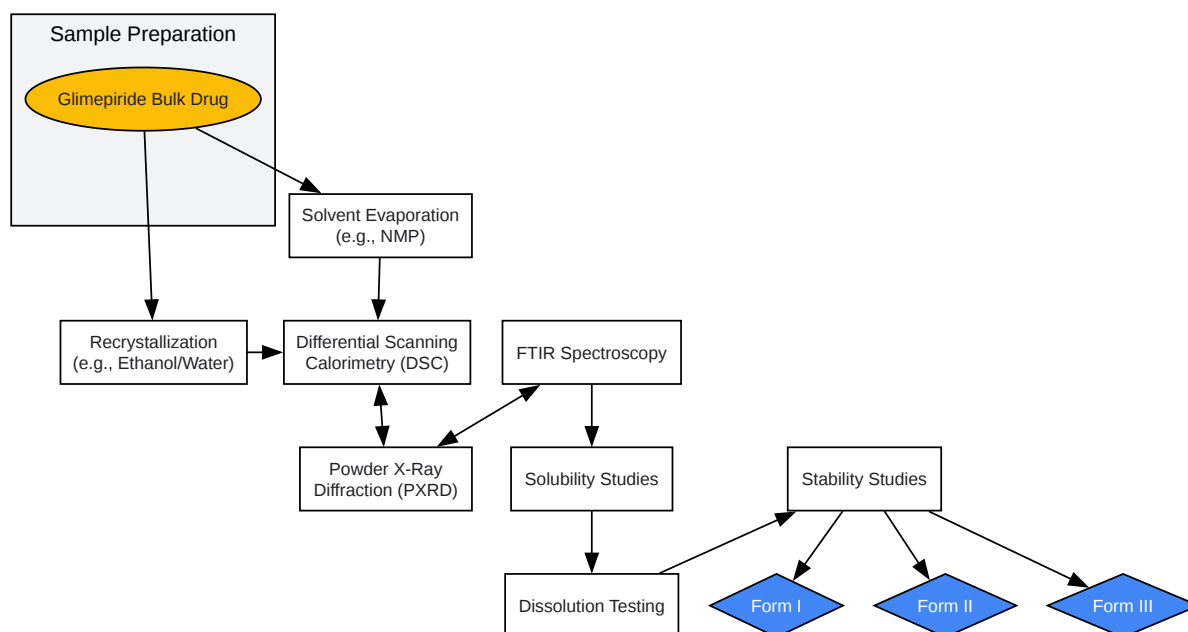 Sample Preparation
Glimepiride Bulk Drug
Solvent Evaporation
(e.g., NMP)
Recrystallization
(e.g., Ethanol/Water)
Differential Scanning
Calorimetry (DSC)
FTIR Spectroscopy
Powder X-Ray
Diffraction (PXRD)
Solubility Studies
Stability Studies
Dissolution Testing
Form I
Form II
Form III